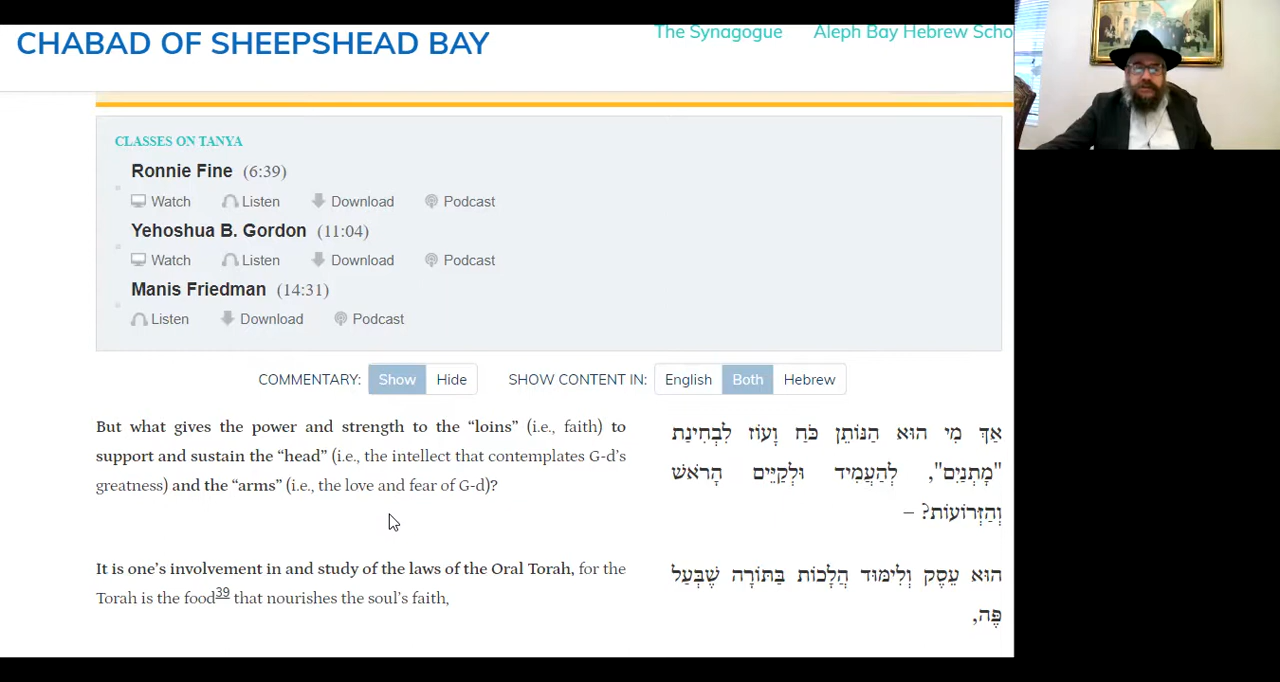 CHABAD OF SHEEPSHEAD BAY
The Synagogue Aleph Bay Hebrew Scho
CLASSES ON TANYA
Ronnie Fine (6:39)
Watch Listen Download Podcast
Yehoshua B. Gordon (11:04)
Watch Listen Download Podcast
Manis Friedman (14:31)
Listen Download Podcast
COMMENTARY: Show Hide SHOW CONTENT IN: English Both Hebrew
But what gives the power and strength to the “loins” (i.e., faith) to
support and sustain the “head” (i.e., the intellect that contemplates G-d’s
greatness) and the “arms” (i.e., the love and fear of G-d)?
אַךְ מִי הוּא הַנּוֹתֵן כֹּחַ וָעוֹז לִבְחִינַת
"מָתְנַיִם", לְהַעֲמִיד וּלְקַיֵּים הָרֹאשׁ
וְהַזְּרוֹעוֹת? –
It is one’s involvement in and study of the laws of the Oral Torah, for the
Torah is the food39 that nourishes the soul’s faith,
הוּא עֵסֶק וְלִימּוּד הֲלָכוֹת בַּתּוֹרָה שֶׁבְּעַל
פֶּה,